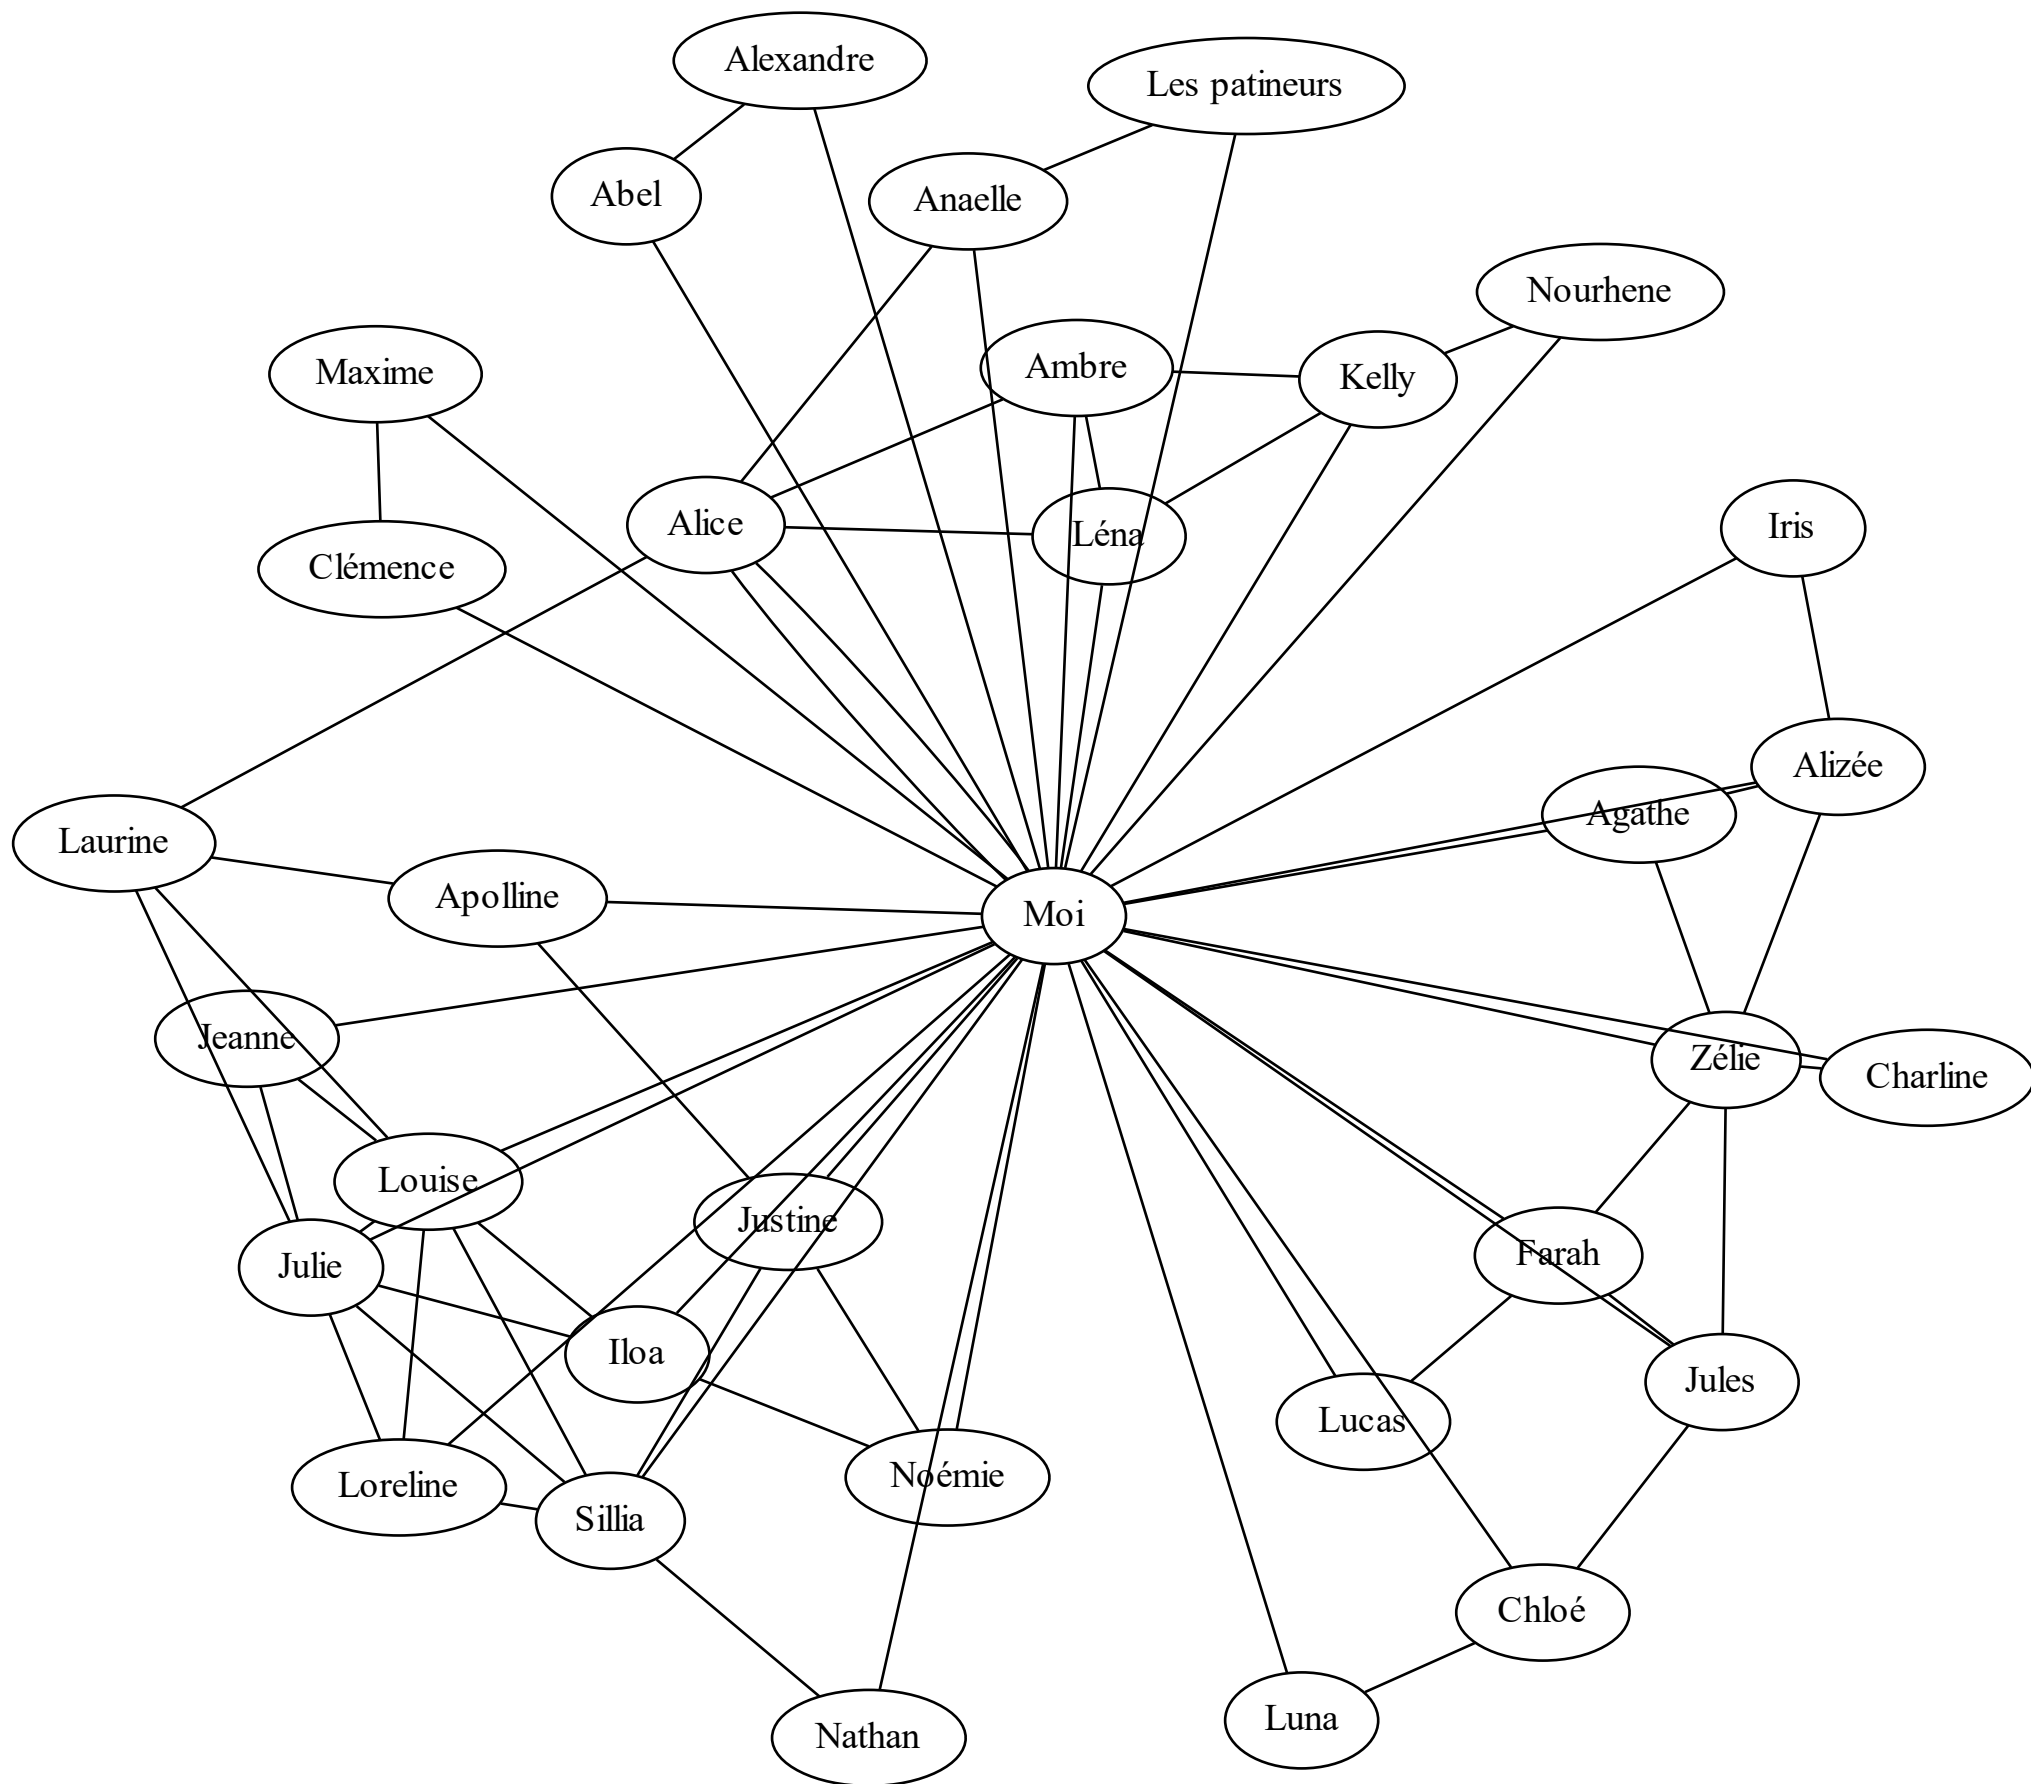 Alexandre
Les patineurs
Abel
Anaelle
Nourhene
Ambre
Maxime
Kelly
Alice
Iris
Léna
Clémence
Alizée
Agathe
Laurine
Apolline
Moi
Jeanne
Zélie
Charline
Louise
Justine
Farah
Julie
Iloa
Jules
Lucas
Noémie
Loreline
Sillia
Chloé
Luna
Nathan